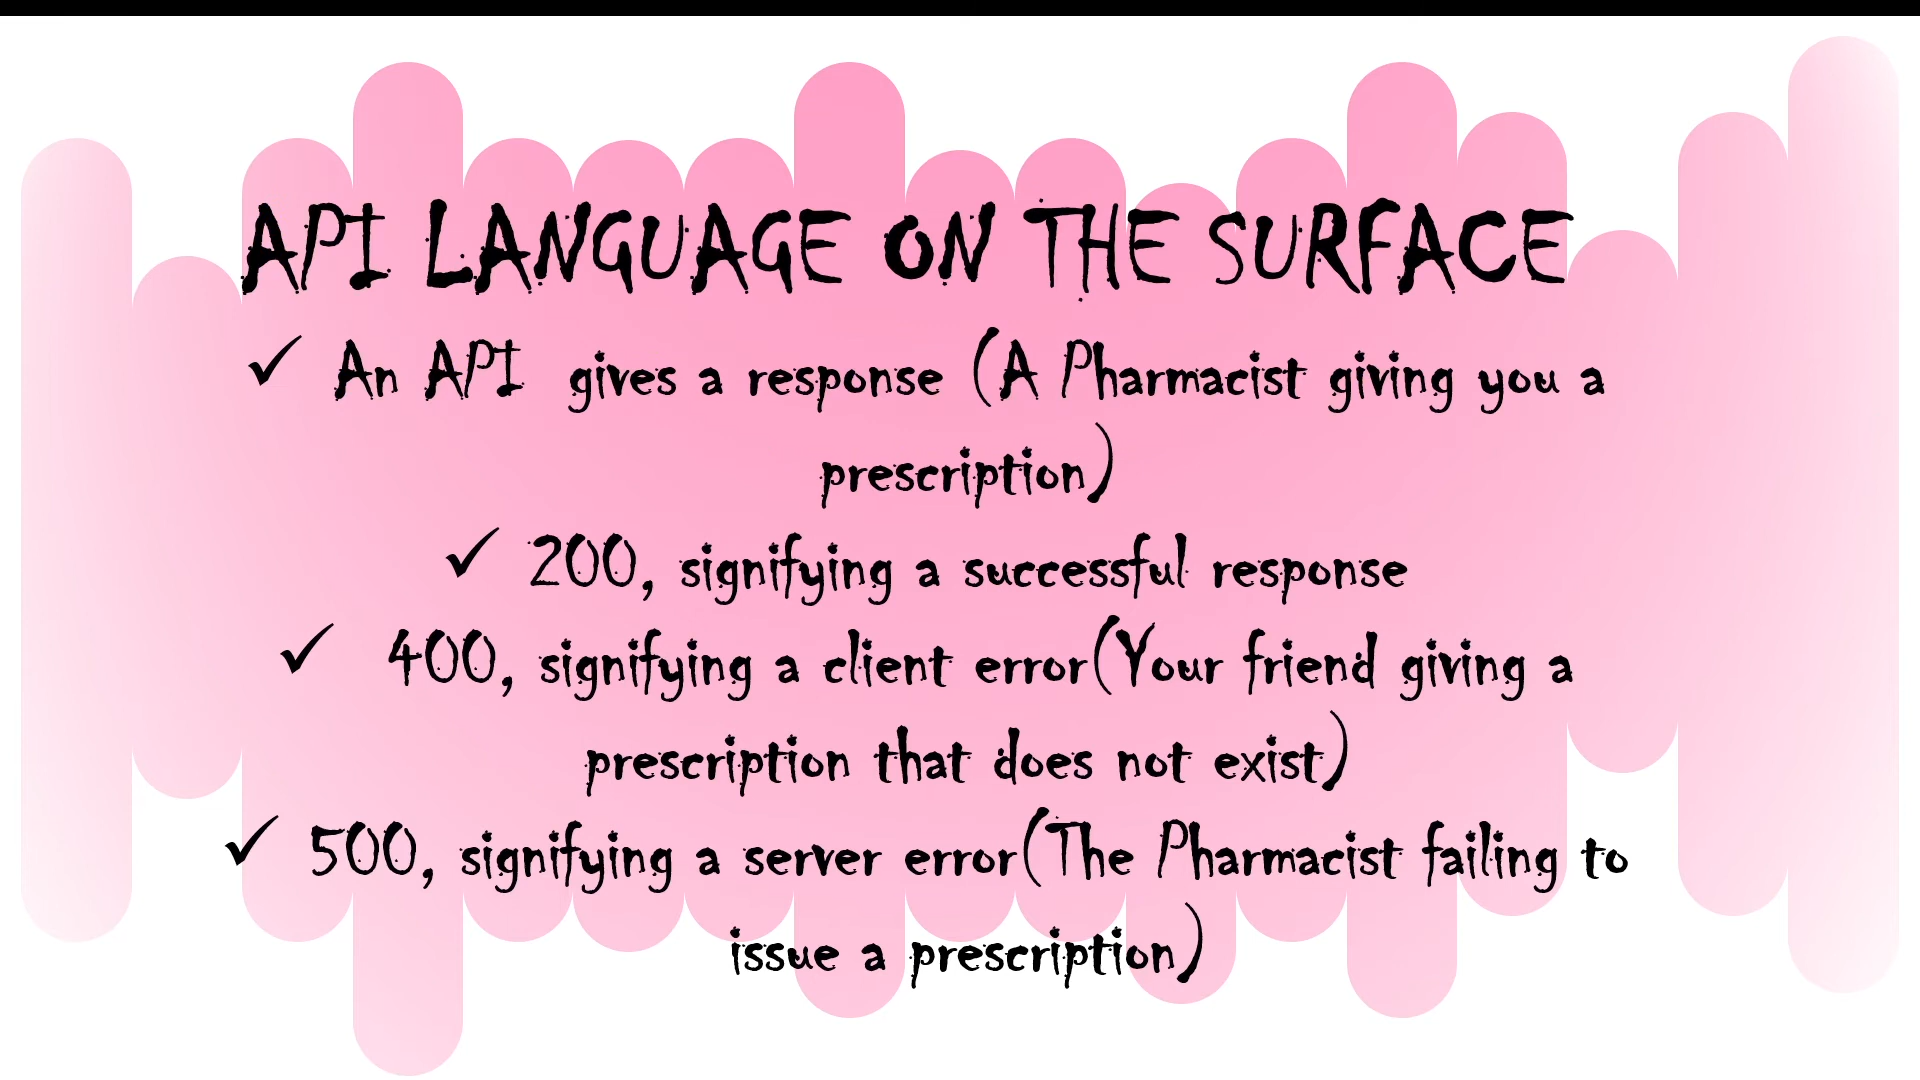 API LANGUAGE ON THE SURFACE
✓ An API gives a response (A Pharmacist giving you a
prescription)
✓ 200, signifying a successful response
✓ 400, signifying a client error(Your friend giving a
prescription that does not exist)
✓ 500, signifying a server error(The Pharmacist failing to
issue a prescription)